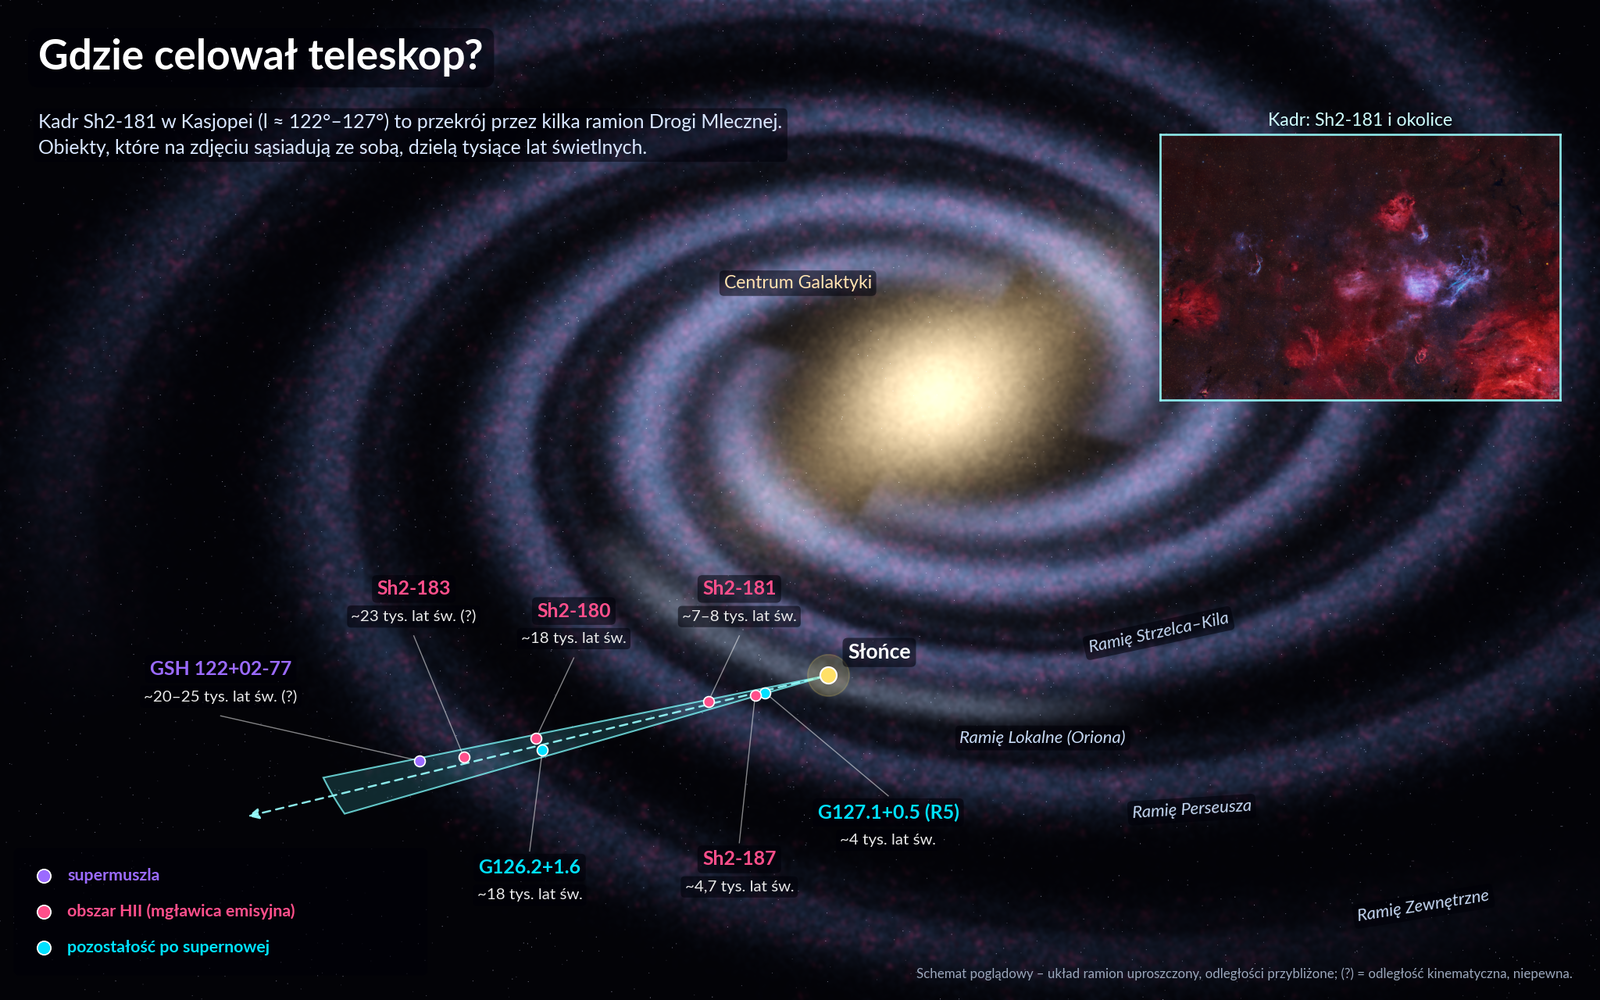 Gdzie celował teleskop?
Kadr Sh2-181 w Kasjopei (l ≈ 122°–127°) to przekrój przez kilka ramion Drogi Mlecznej.
Obiekty, które na zdjęciu sąsiadują ze sobą, dzielą tysiące lat świetlnych.
Kadr: Sh2-181 i okolice
Centrum Galaktyki
Sh2-183
~23 tys. lat św. (?)
Sh2-180
~18 tys. lat św.
Sh2-181
~7–8 tys. lat św.
Słońce
Ramię Strzelca–Kila
GSH 122+02-77
~20–25 tys. lat św. (?)
Ramię Lokalne (Oriona)
Ramię Perseusza
G127.1+0.5 (R5)
~4 tys. lat św.
G126.2+1.6
~18 tys. lat św.
Sh2-187
~4,7 tys. lat św.
Ramię Zewnętrzne
supermuszla
obszar HII (mgławica emisyjna)
pozostałość po supernowej
Schemat poglądowy – układ ramion uproszczony, odległości przybliżone; (?) = odległość kinematyczna, niepewna.